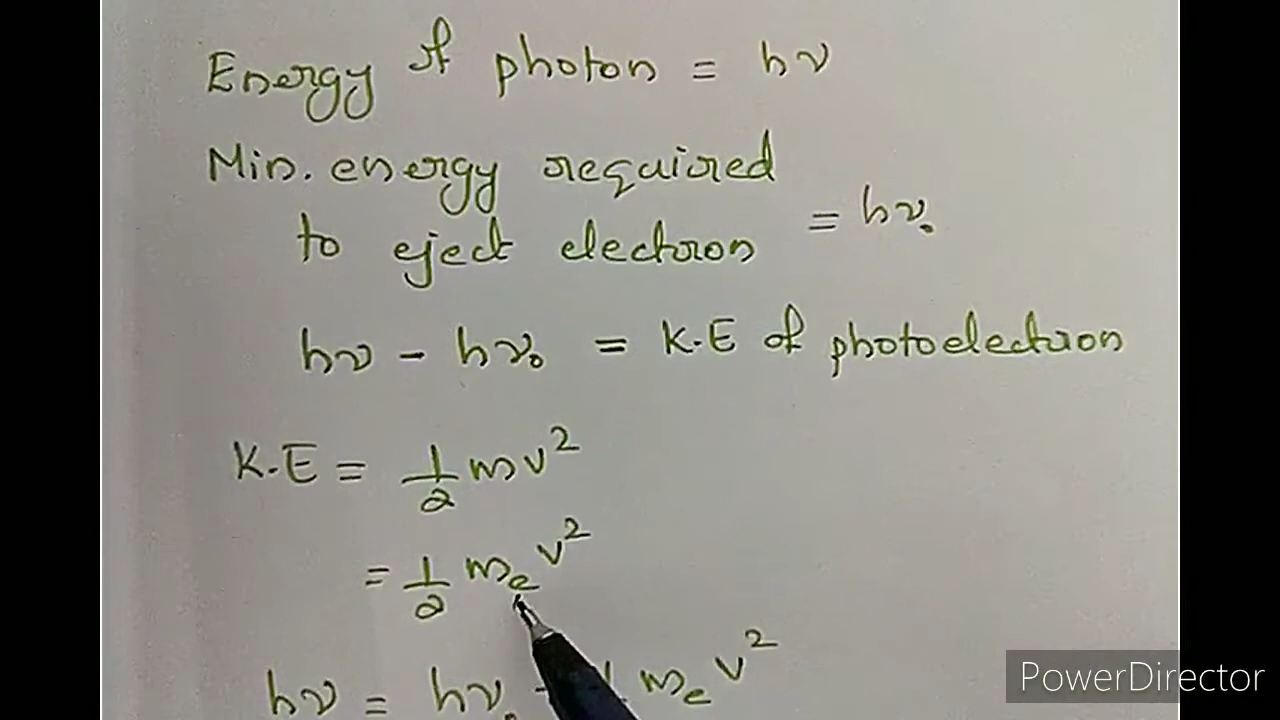 Energy of photon = hν
Min. energy required
to eject electron = hν₀
hν - hν₀ = K.E of photoelectron
K.E = 1/2 mv²
= 1/2 mₑv²
hν = hν₀ mₑv²
PowerDirector